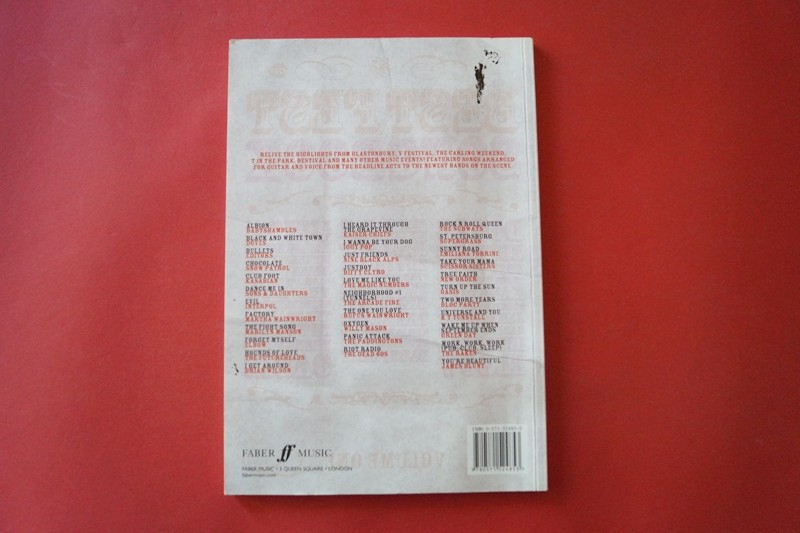 RELIVE THE HIGHLIGHTS FROM GLASTONBURY, V FESTIVAL, THE CARLING WEEKEND,
T IN THE PARK, BESTIVAL AND MANY OTHER MUSIC EVENTS! FEATURING SONGS ARRANGED
FOR GUITAR AND VOICE FROM THE HEADLINE ACTS TO THE NEWEST BANDS ON THE SCENE.
ALBION
BABYSHAMBLES
BLACK AND WHITE TOWN
DOVES
BULLETS
EDITORS
CHOCOLATE
SNOW PATROL
CLUB FOOT
KASABIAN
DANCE ME IN
SONS & DAUGHTERS
EVIL
INTERPOL
FACTORY
MARTHA WAINWRIGHT
THE FIGHT SONG
MARILYN MANSON
FORGET MYSELF
ELBOW
HOUNDS OF LOVE
THE FUTUREHEADS
I GET AROUND
BRIAN WILSON
I HEARD IT THROUGH
THE GRAPEVINE
KAISER CHIEFS
I WANNA BE YOUR DOG
IGGY POP
JUST FRIENDS
NINE BLACK ALPS
JUSTBOY
BIFFY CLYRO
LOVE ME LIKE YOU
THE MAGIC NUMBERS
NEIGHBORHOOD #1
(TUNNELS)
THE ARCADE FIRE
THE ONE YOU LOVE
RUFUS WAINWRIGHT
OXYGEN
WILLY MASON
PANIC ATTACK
THE PADDINGTONS
RIOT RADIO
THE DEAD 60S
ROCK N ROLL QUEEN
THE SUBWAYS
ST. PETERSBURG
SUPERGRASS
SUNNY ROAD
EMILIANA TORRINI
TAKE YOUR MAMA
SCISSOR SISTERS
TRUE FAITH
NEW ORDER
TURN UP THE SUN
OASIS
TWO MORE YEARS
BLOC PARTY
UNIVERSE AND YOU
K T TUNSTALL
WAKE ME UP WHEN
SEPTEMBER ENDS
GREEN DAY
WORK, WORK, WORK
(PUB, CLUB, SLEEP)
THE RAKES
YOU'RE BEAUTIFUL
JAMES BLUNT
FABER ff MUSIC
FABER MUSIC • 3 QUEEN SQUARE • LONDON
fabermusic.com
VOLUME ONE